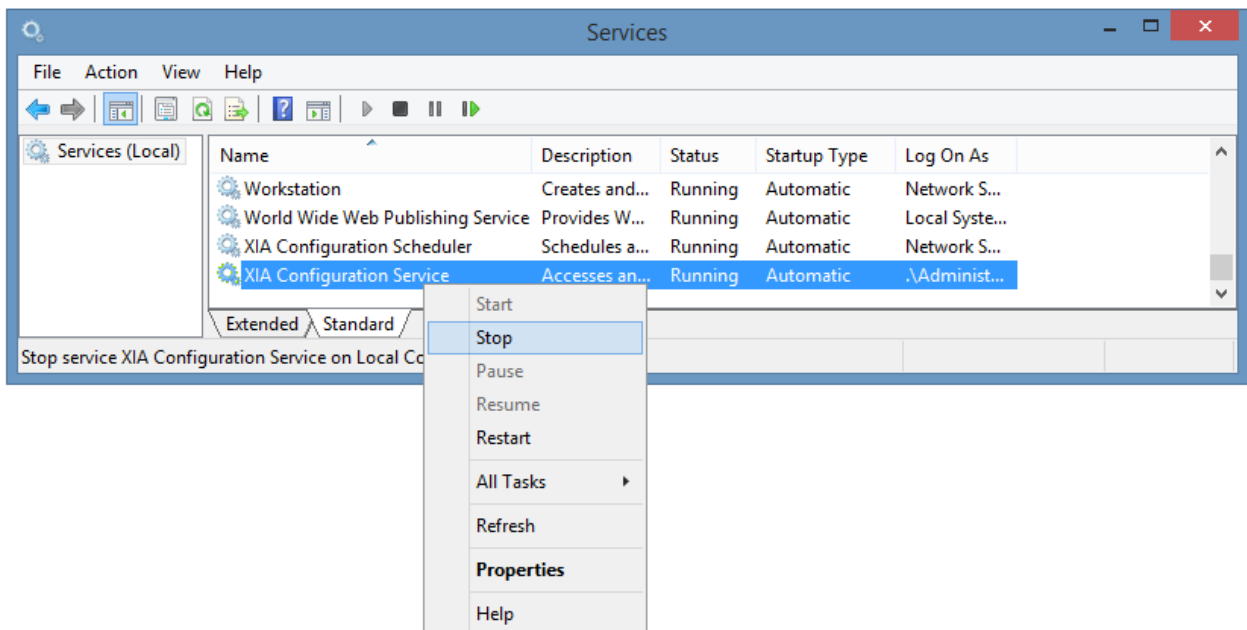 Services
File Action View Help
Services (Local)
Name Description Status Startup Type Log On As
Workstation Creates and... Running Automatic Network S...
World Wide Web Publishing Service Provides W... Running Automatic Local Syste...
XIA Configuration Scheduler Schedules a... Running Automatic Network S...
XIA Configuration Service Accesses an... Running Automatic .\Administ...
Extended Standard
Stop service XIA Configuration Service on Local Co
Start
Stop
Pause
Resume
Restart
All Tasks
Refresh
Properties
Help